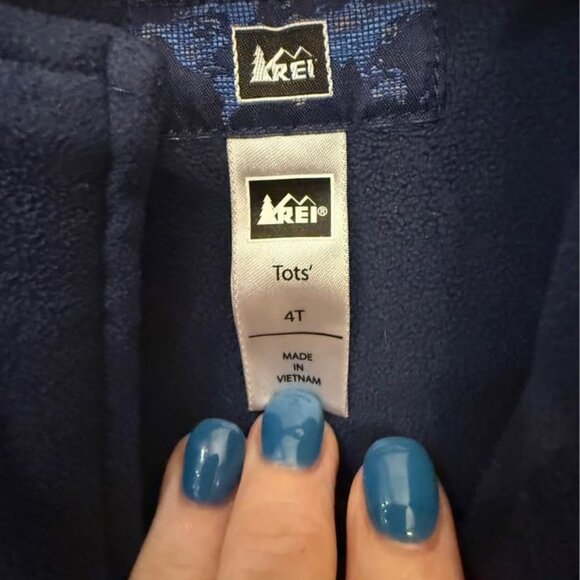 REI
REI®
Tots'
4T
MADE
IN
VIETNAM